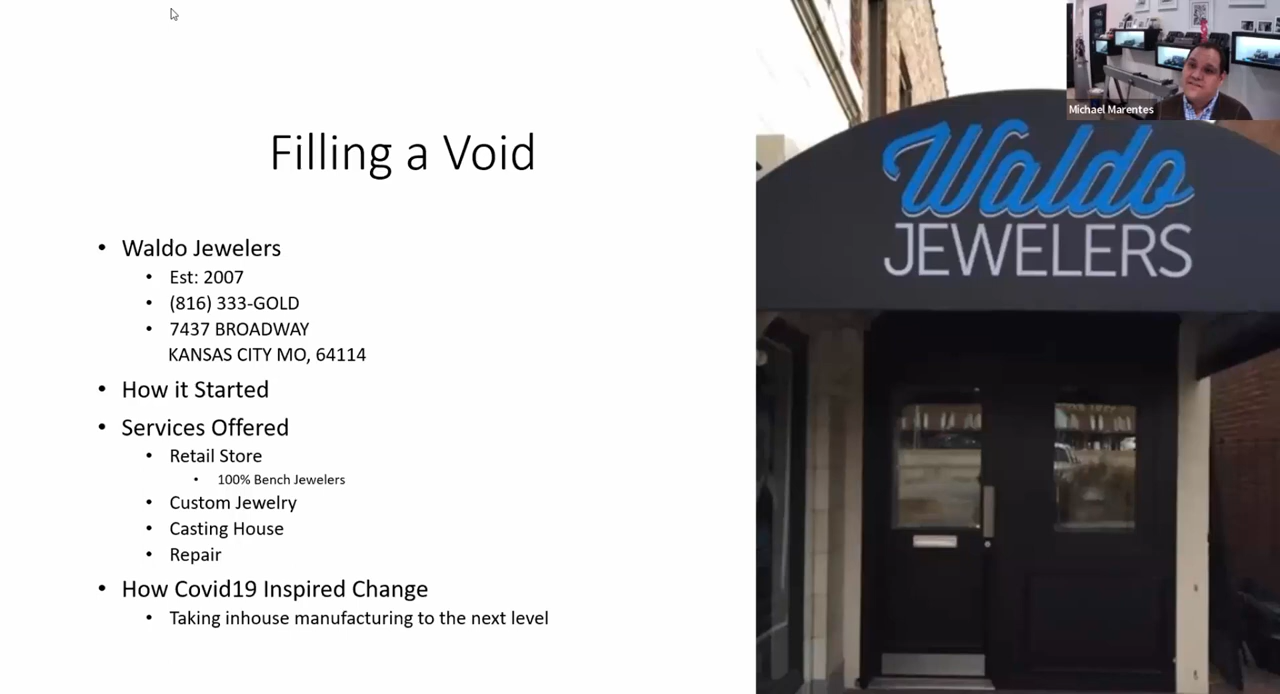 Filling a Void
• Waldo Jewelers
• Est: 2007
• (816) 333-GOLD
• 7437 BROADWAY
KANSAS CITY MO, 64114
• How it Started
• Services Offered
• Retail Store
• 100% Bench Jewelers
• Custom Jewelry
• Casting House
• Repair
• How Covid19 Inspired Change
• Taking inhouse manufacturing to the next level
Michael Marentes
Waldo
JEWELERS